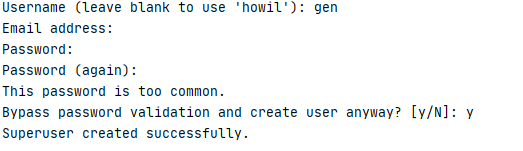 Username (leave blank to use 'howil'): gen
Email address:
Password:
Password (again):
This password is too common.
Bypass password validation and create user anyway? [y/N]: y
Superuser created successfully.